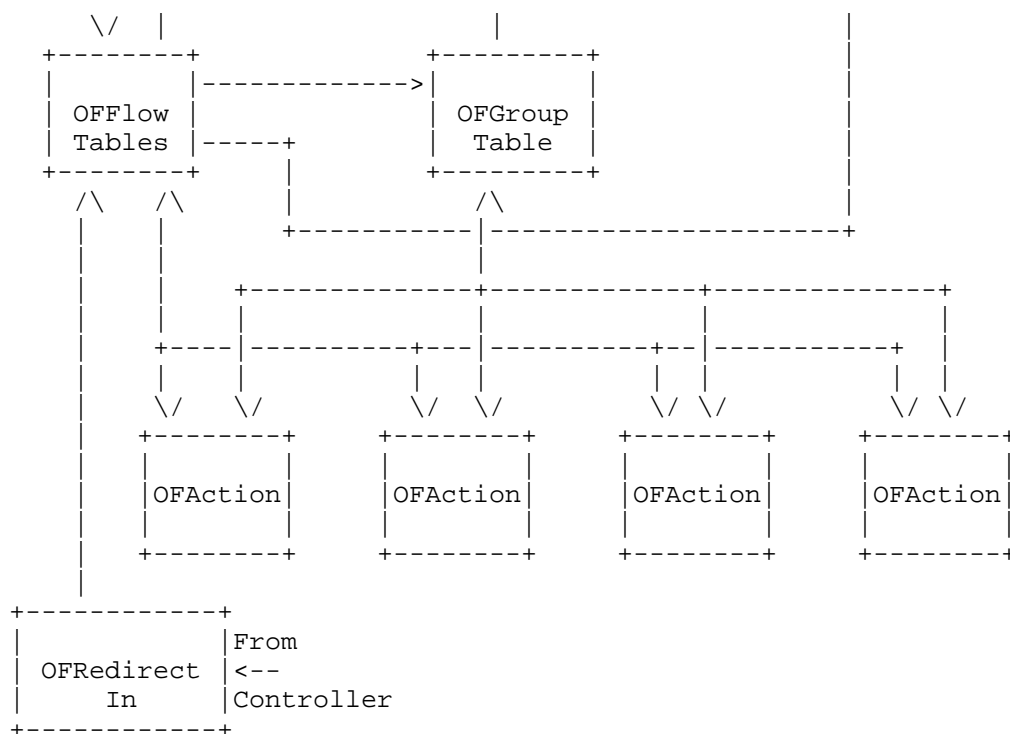 OFFlow OFGroup
Tables Table
OFAction OFAction OFAction OFAction
From
OFRedirect <--
In Controller